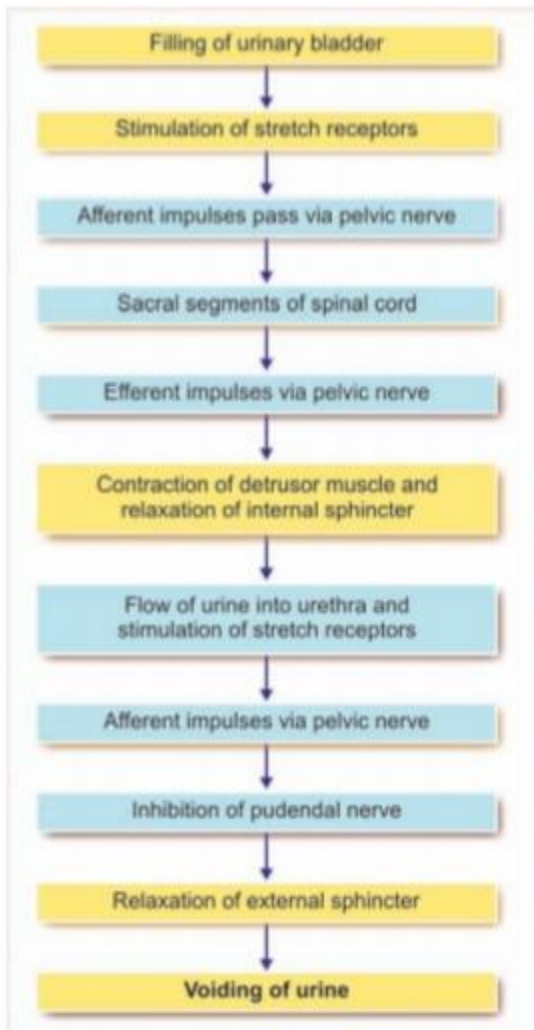 Filling of urinary bladder
Stimulation of stretch receptors
Afferent impulses pass via pelvic nerve
Sacral segments of spinal cord
Efferent impulses via pelvic nerve
Contraction of detrusor muscle and
relaxation of internal sphincter
Flow of urine into urethra and
stimulation of stretch receptors
Afferent impulses via pelvic nerve
Inhibition of pudendal nerve
Relaxation of external sphincter
Voiding of urine